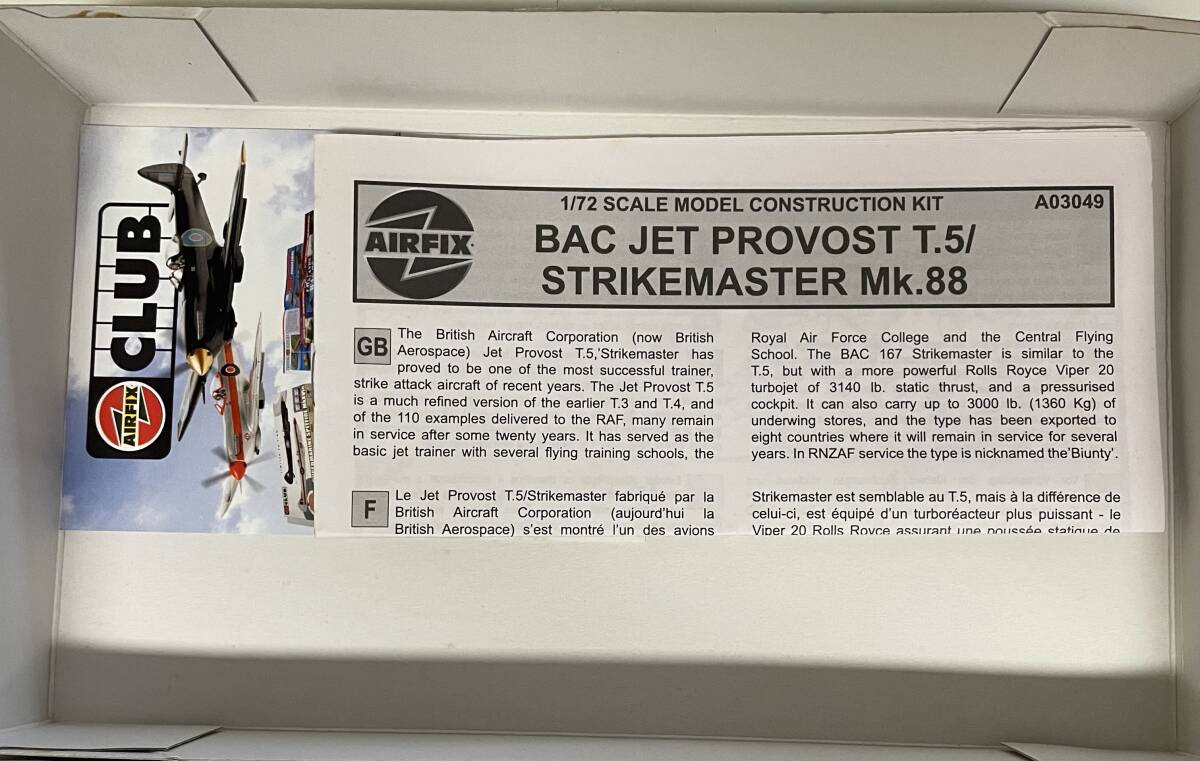 CLUB
AIRFIX
1/72 SCALE MODEL CONSTRUCTION KIT
A03049
AIRFIX
BAC JET PROVOST T.5/
STRIKEMASTER Mk.88
GB
The British Aircraft Corporation (now British
Aerospace) Jet Provost T.5,'Strikemaster has
proved to be one of the most successful trainer,
strike attack aircraft of recent years. The Jet Provost T.5
is a much refined version of the earlier T.3 and T.4, and
of the 110 examples delivered to the RAF, many remain
in service after some twenty years. It has served as the
basic jet trainer with several flying training schools, the
Royal Air Force College and the Central Flying
School. The BAC 167 Strikemaster is similar to the
T.5, but with a more powerful Rolls Royce Viper 20
turbojet of 3140 lb. static thrust, and a pressurised
cockpit. It can also carry up to 3000 lb. (1360 Kg) of
underwing stores, and the type has been exported to
eight countries where it will remain in service for several
years. In RNZAF service the type is nicknamed the'Biunty'.
F
Le Jet Provost T.5/Strikemaster fabriqué par la
British Aircraft Corporation (aujourd'hui la
British Aerospace) s'est montré l'un des avions
Strikemaster est semblable au T.5, mais à la différence de
celui-ci, est équipé d'un turboréacteur plus puissant - le
Viper 20 Rolls Royce assurant une poussée statique de